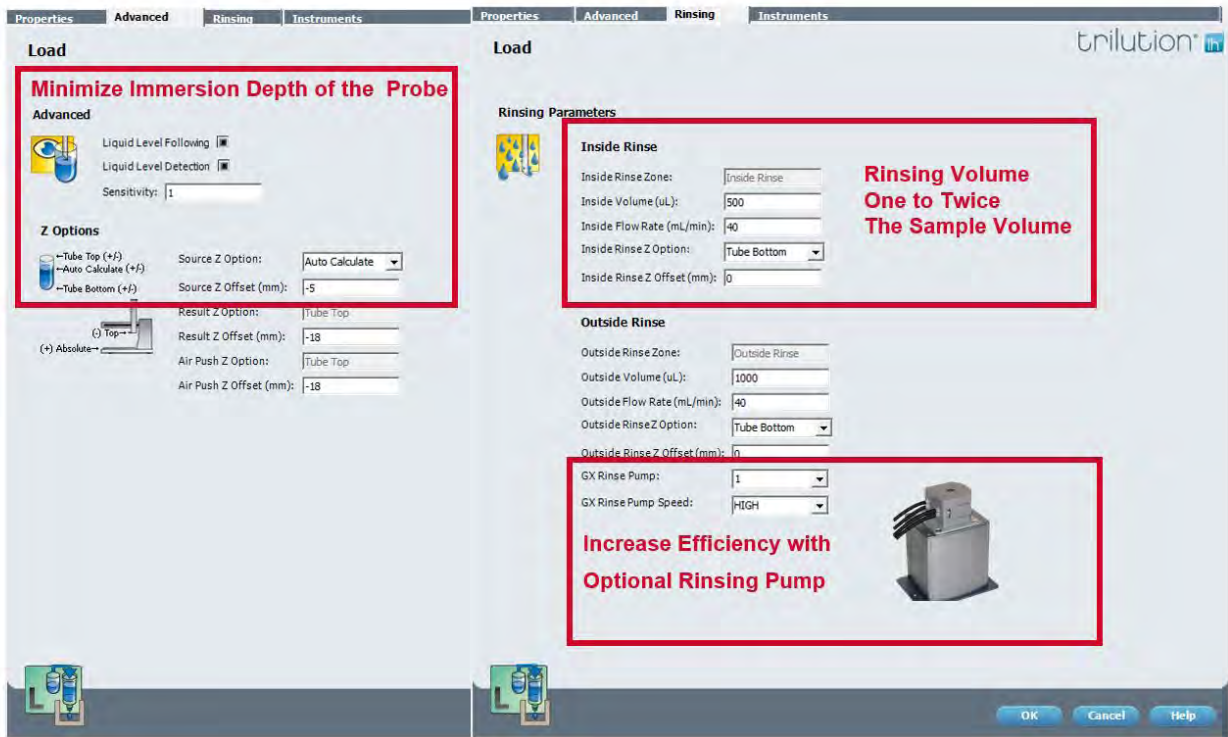 Properties Advanced Rinsing Instruments
Load
Minimize Immersion Depth of the Probe
Advanced
Liquid Level Following
Liquid Level Detection
Sensitivity: 1
Z Options
←Tube Top (+/-)
←Auto Calculate (+/-)
←Tube Bottom (+/-)
Source Z Option: Auto Calculate
Source Z Offset (mm): -5
(-) Top→
(+) Absolute→
Result Z Option: Tube Top
Result Z Offset (mm): -18
Air Push Z Option: Tube Top
Air Push Z Offset (mm): -18
L
Properties Advanced Rinsing Instruments
Load
trilution® lh
Rinsing Parameters
Inside Rinse
Inside Rinse Zone: Inside Rinse
Inside Volume (uL): 500
Inside Flow Rate (mL/min): 40
Inside Rinse Z Option: Tube Bottom
Inside Rinse Z Offset (mm): 0
Rinsing Volume
One to Twice
The Sample Volume
Outside Rinse
Outside Rinse Zone: Outside Rinse
Outside Volume (uL): 1000
Outside Flow Rate (mL/min): 40
Outside Rinse Z Option: Tube Bottom
Outside Rinse Z Offset (mm): 0
GX Rinse Pump: 1
GX Rinse Pump Speed: HIGH
Increase Efficiency with
Optional Rinsing Pump
L
OK Cancel Help